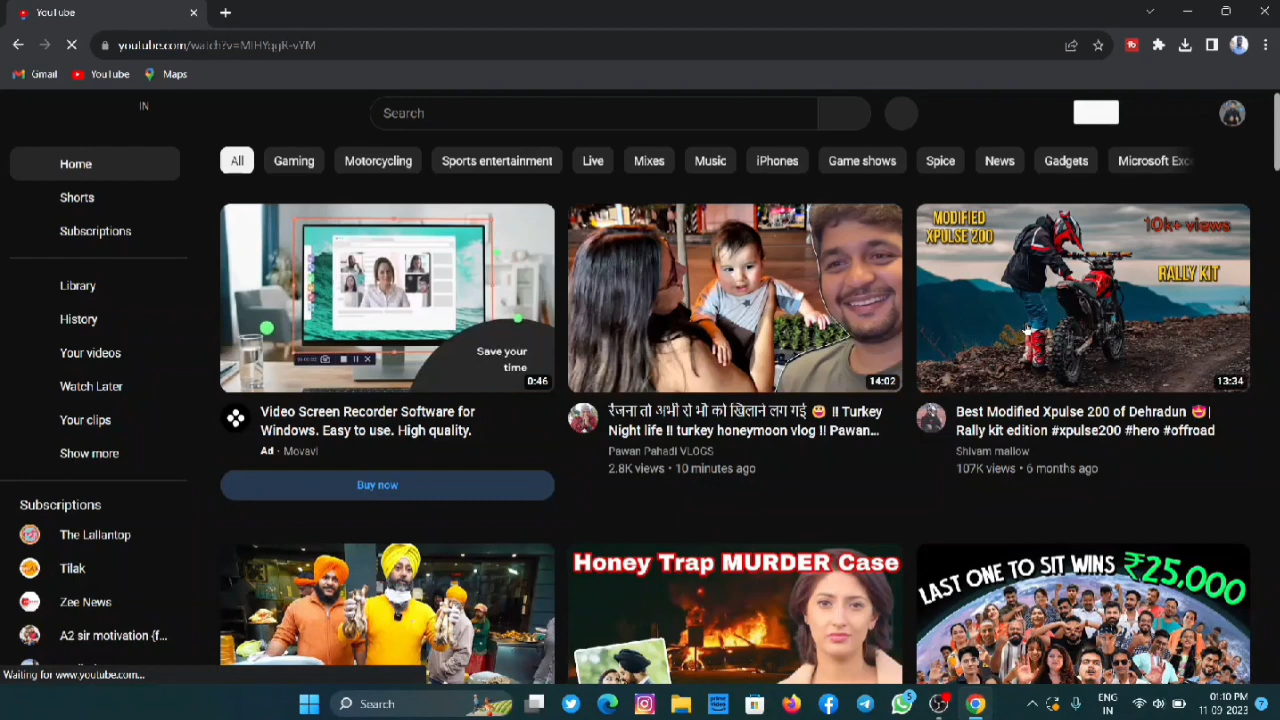 YouTube
youtube.com/watch?v=MIHYqgR-vYM
Gmail YouTube Maps
IN
Search
Home
Shorts
Subscriptions
Library
History
Your videos
Watch Later
Your clips
Show more
Subscriptions
The Lallantop
Tilak
Zee News
A2 sir motivation {f...
All Gaming Motorcycling Sports entertainment Live Mixes Music iPhones Game shows Spice News Gadgets Microsoft Exc
Save your
time
0:46
Video Screen Recorder Software for
Windows. Easy to use. High quality.
Ad · Movavi
Buy now
14:02
रंजना तो अभी से भौ को खिलाने लग गई 😀 !! Turkey
Night life !! turkey honeymoon vlog !! Pawan...
Pawan Pahadi VLOGS
2.8K views • 10 minutes ago
MODIFIED
XPULSE 200
10k+ views
RALLY KIT
13:34
Best Modified Xpulse 200 of Dehradun 😍|
Rally kit edition #xpulse200 #hero #offroad
Shivam mallow
107K views • 6 months ago
Honey Trap MURDER Case
LAST ONE TO SIT WINS ₹25,000
Waiting for www.youtube.com...
Search
prime video
5
ENG
IN
01:10 PM
11-09-2023
7